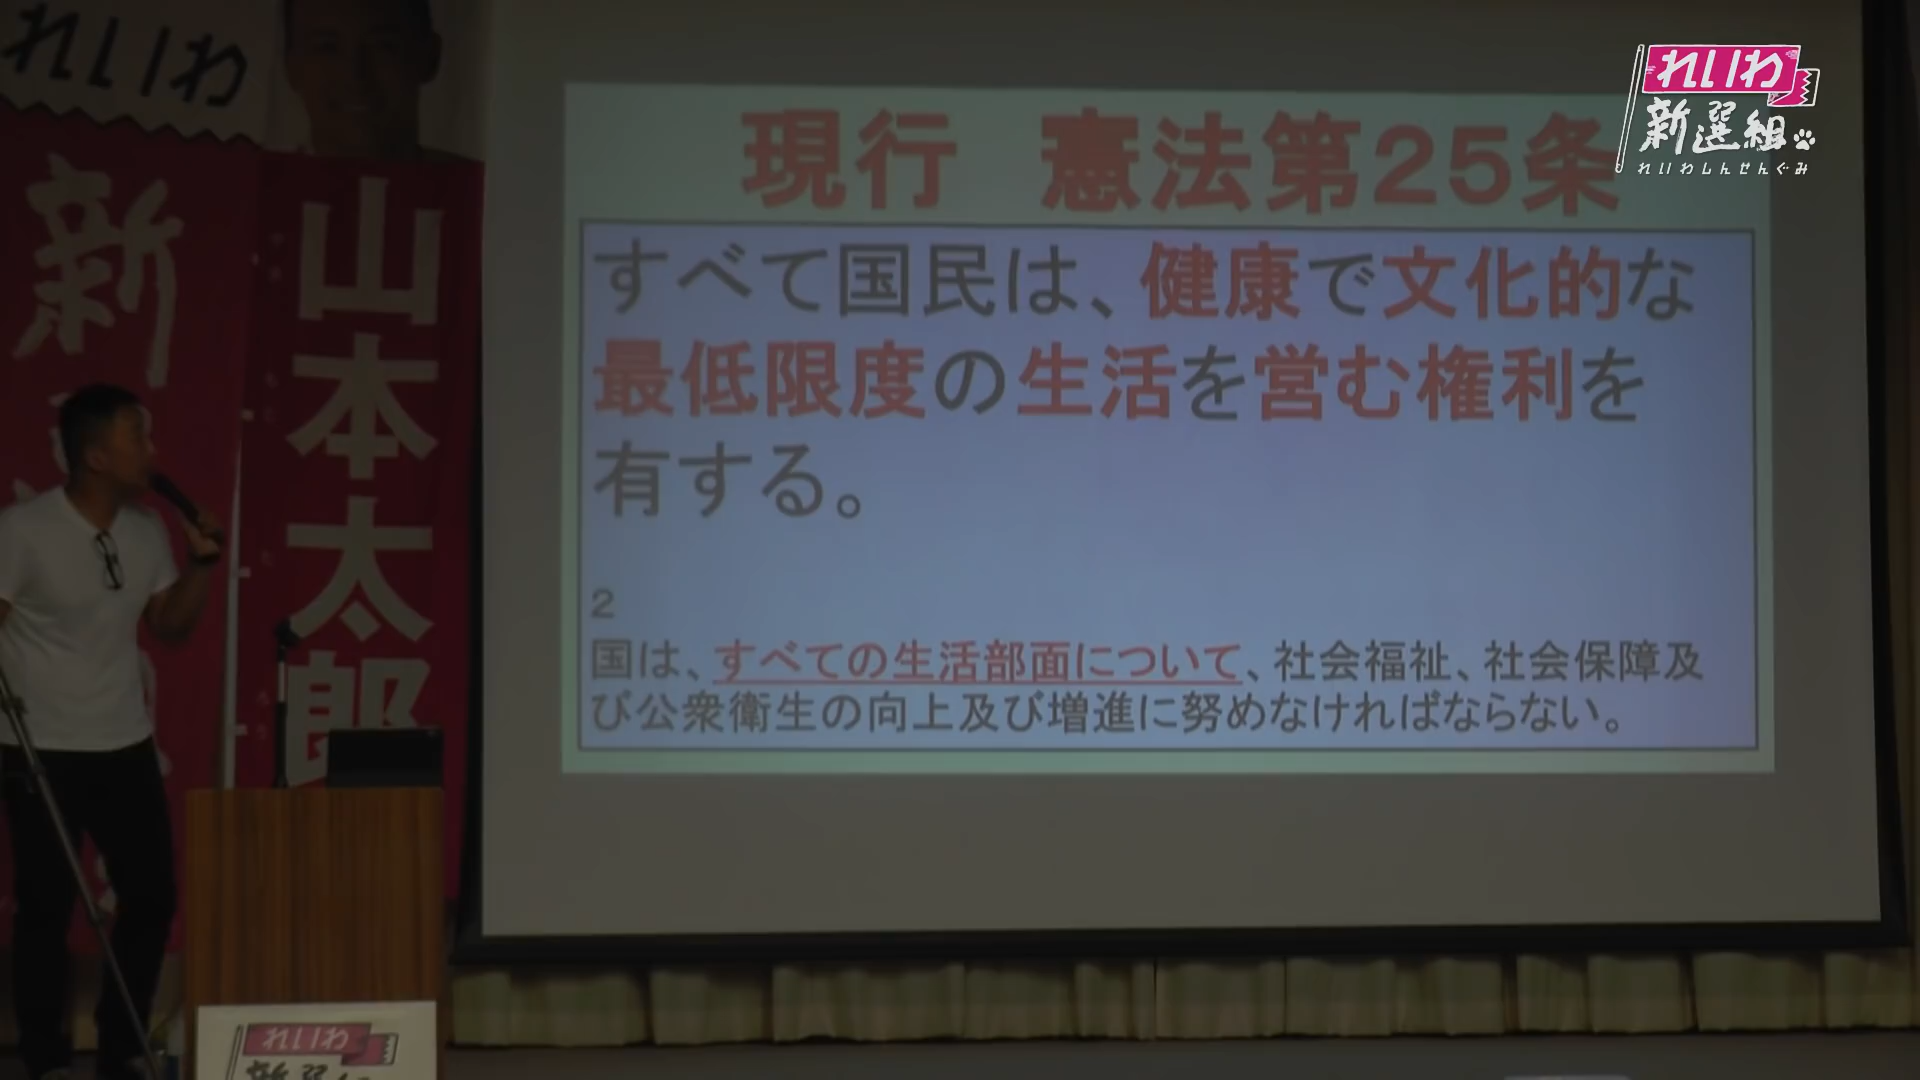 れいわ
新選組
れいわしんせんぐみ
れいわ
新
山本太郎
現行 憲法第25条
すべて国民は、健康で文化的な
最低限度の生活を営む権利を
有する。
2
国は、すべての生活部面について、社会福祉、社会保障及
び公衆衛生の向上及び増進に努めなければならない。
れいわ